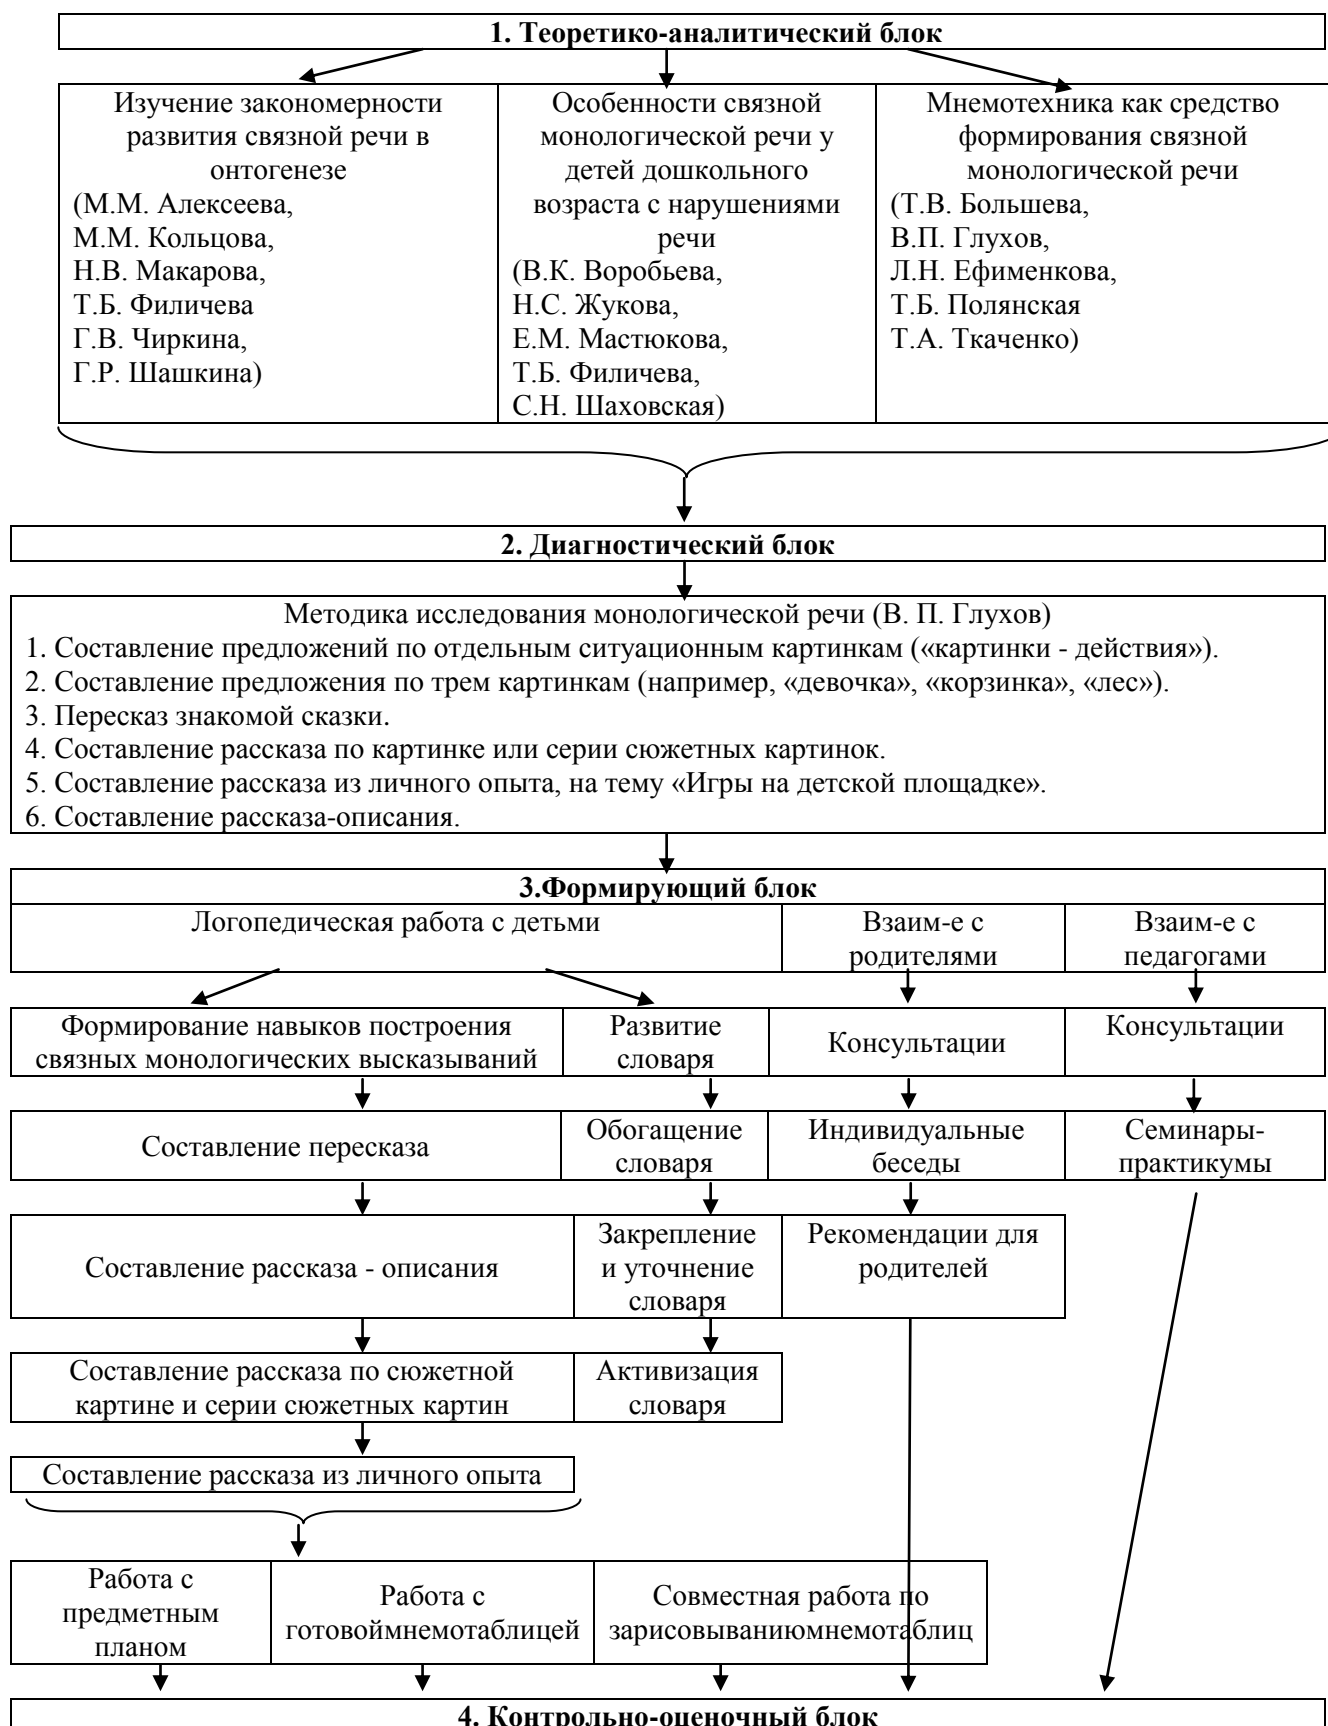 1. Теоретико-аналитический блок
Изучение закономерности
развития связной речи в
онтогенезе
(М.М. Алексеева,
М.М. Кольцова,
Н.В. Макарова,
Т.Б. Филичева
Г.В. Чиркина,
Г.Р. Шашкина)
Особенности связной
монологической речи у
детей дошкольного
возраста с нарушениями
речи
(В.К. Воробьева,
Н.С. Жукова,
Е.М. Мастюкова,
Т.Б. Филичева,
С.Н. Шаховская)
Мнемотехника как средство
формирования связной
монологической речи
(Т.В. Большева,
В.П. Глухов,
Л.Н. Ефименкова,
Т.Б. Полянская
Т.А. Ткаченко)
2. Диагностический блок
Методика исследования монологической речи (В. П. Глухов)
1. Составление предложений по отдельным ситуационным картинкам («картинки - действия»).
2. Составление предложения по трем картинкам (например, «девочка», «корзинка», «лес»).
3. Пересказ знакомой сказки.
4. Составление рассказа по картинке или серии сюжетных картинок.
5. Составление рассказа из личного опыта, на тему «Игры на детской площадке».
6. Составление рассказа-описания.
3.Формирующий блок
Логопедическая работа с детьми
Взаим-е с
родителями
Взаим-е с
педагогами
Формирование навыков построения
связных монологических высказываний
Развитие
словаря
Консультации
Консультации
Составление пересказа
Обогащение
словаря
Индивидуальные
беседы
Семинары-
практикумы
Составление рассказа - описания
Закрепление
и уточнение
словаря
Рекомендации для
родителей
Составление рассказа по сюжетной
картине и серии сюжетных картин
Активизация
словаря
Составление рассказа из личного опыта
Работа с
предметным
планом
Работа с
готовоймнемотаблицей
Совместная работа по
зарисовываниюмнемотаблиц
4. Контрольно-оценочный блок